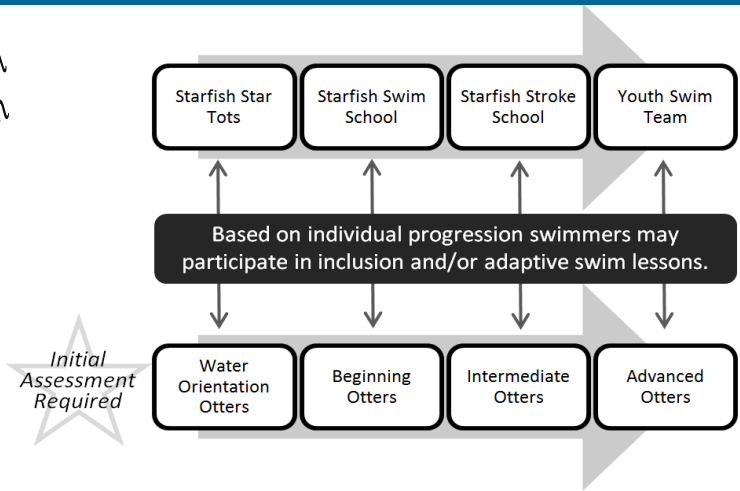 Starfish Star
Tots
Starfish Swim
School
Starfish Stroke
School
Youth Swim
Team
Based on individual progression swimmers may
participate in inclusion and/or adaptive swim lessons.
Initial
Assessment
Required
Water
Orientation
Otters
Beginning
Otters
Intermediate
Otters
Advanced
Otters